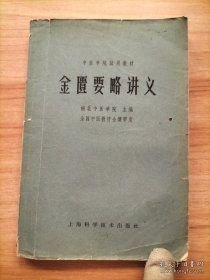 中医学院试用教材
金匮要略讲义
湖北中医学院 主编
全国中医教材会议审定
上海科学技术出版社